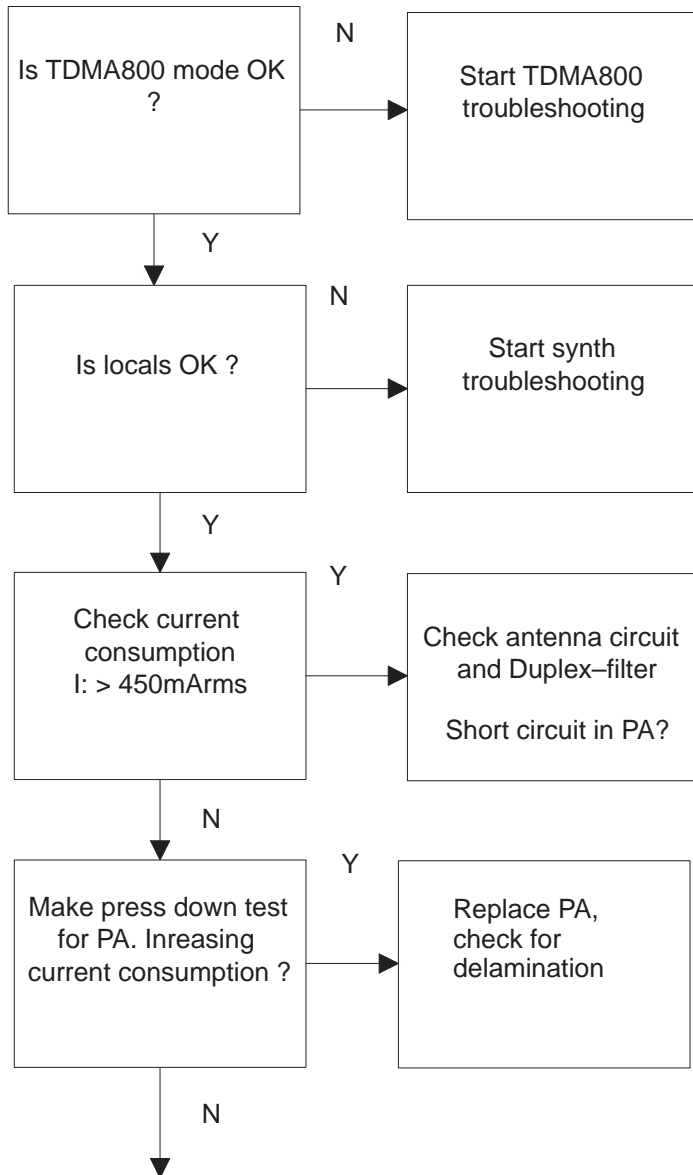 Is TDMA800 mode OK
?
N
Start TDMA800
troubleshooting
Y
Is locals OK ?
N
Start synth
troubleshooting
Y
Check current
consumption
I: > 450mArms
Y
Check antenna circuit
and Duplex–filter
Short circuit in PA?
N
Make press down test
for PA. Inreasing
current consumption ?
Y
Replace PA,
check for
delamination
N